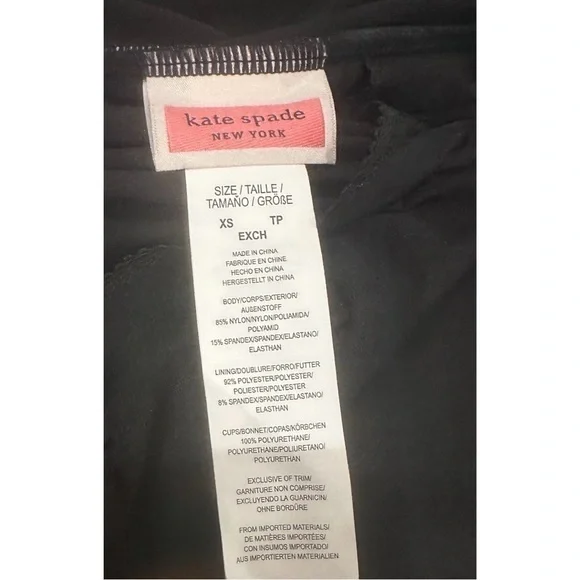 kate spade
NEW YORK
SIZE / TAILLE /
TAMAÑO / GRÖßE
XS TP
EXCH
MADE IN CHINA
FABRIQUE EN CHINE
HECHO EN CHINA
HERGESTELLT IN CHINA
BODY/CORPS/EXTERIOR/
AUßENSTOFF
85% NYLON/NYLON/POLIAMIDA/
POLYAMID
15% SPANDEX/SPANDEX/ELASTANO/
ELASTHAN
LINING/DOUBLURE/FORRO/FUTTER
92% POLYESTER/POLYESTER/
POLIESTER/POLYESTER
8% SPANDEX/SPANDEX/ELASTANO/
ELASTHAN
CUPS/BONNET/COPAS/KÖRBCHEN
100% POLYURETHANE/
POLYURETHANE/POLIURETANO/
POLYURETHAN
EXCLUSIVE OF TRIM/
GARNITURE NON COMPRISE/
EXCLUYENDO LA GUARNICIN/
OHNE BORDÜRE
FROM IMPORTED MATERIALS/
DE MATIÈRES IMPORTÉES/
CON INSUMOS IMPORTADO/
AUS IMPORTIERTEN MATERIALIEN